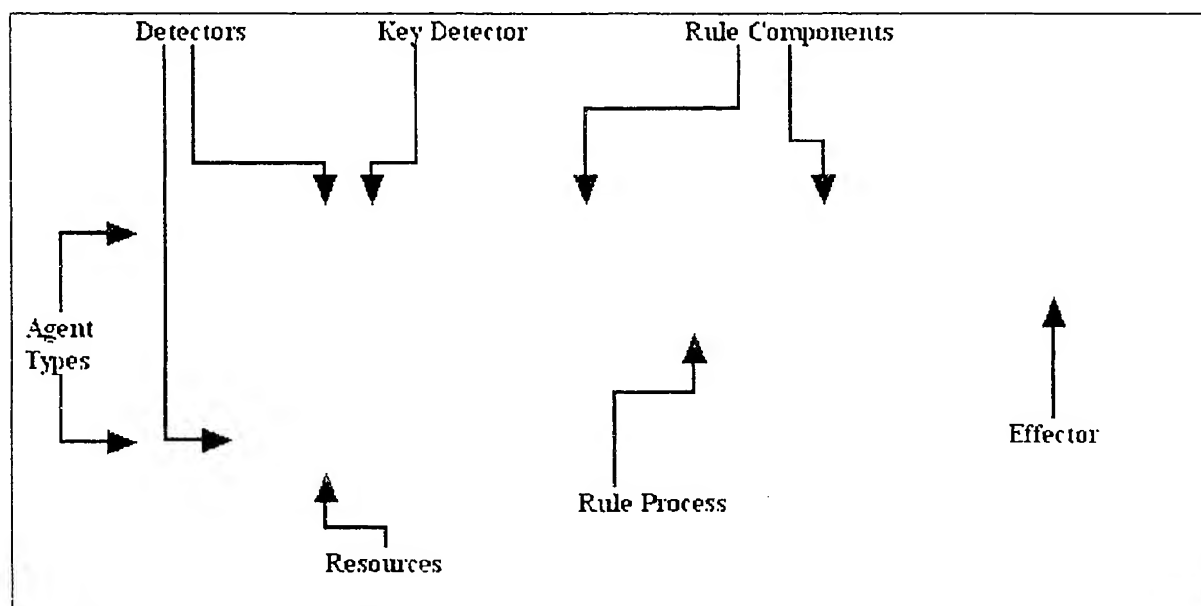 Detectors
Key Detector
Rule Components
Agent
Types
Effector
Rule Process
Resources